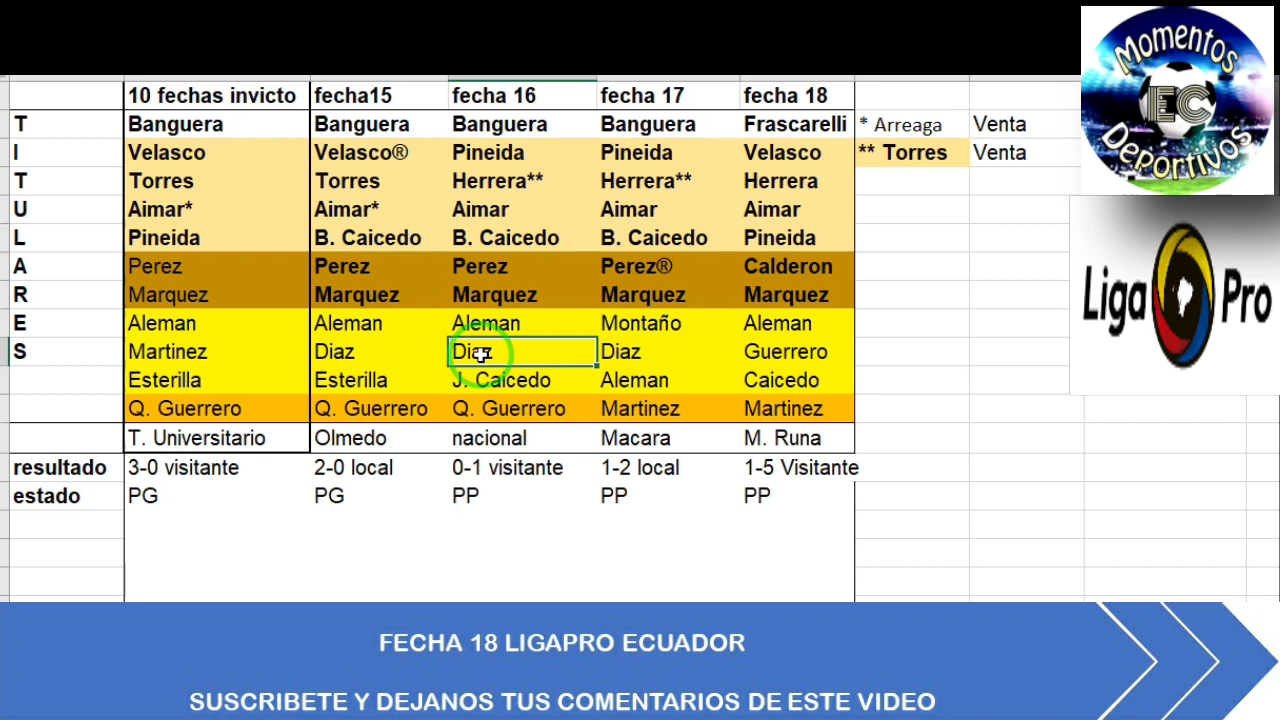 10 fechas invicto fecha15 fecha 16 fecha 17 fecha 18
T Banguera Banguera Banguera Banguera Frascarelli * Arreaga Venta
I Velasco Velasco® Pineida Pineida Velasco ** Torres Venta
T Torres Torres Herrera** Herrera** Herrera
U Aimar* Aimar* Aimar Aimar Aimar
L Pineida B. Caicedo B. Caicedo B. Caicedo Pineida
A Perez Perez Perez Perez® Calderon
R Marquez Marquez Marquez Marquez Marquez
E Aleman Aleman Aleman Montaño Aleman
S Martinez Diaz Diaz Diaz Guerrero
Esterilla Esterilla J. Caicedo Aleman Caicedo
Q. Guerrero Q. Guerrero Q. Guerrero Martinez Martinez
T. Universitario Olmedo nacional Macara M. Runa
resultado 3-0 visitante 2-0 local 0-1 visitante 1-2 local 1-5 Visitante
estado PG PG PP PP PP
Momentos
EC
Deportivos
Liga Pro
FECHA 18 LIGAPRO ECUADOR
SUSCRIBETE Y DEJANOS TUS COMENTARIOS DE ESTE VIDEO